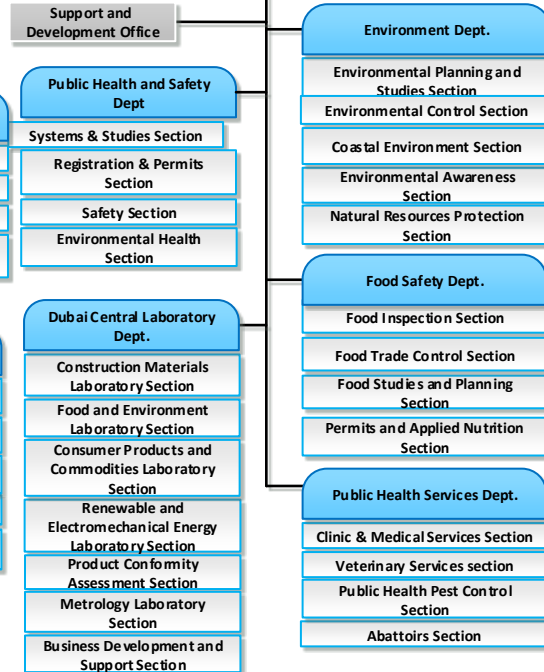 Support and
Development Office
Public Health and Safety
Dept
Systems & Studies Section
Registration & Permits
Section
Safety Section
Environmental Health
Section
Dubai Central Laboratory
Dept.
Construction Materials
Laboratory Section
Food and Environment
Laboratory Section
Consumer Products and
Commodities Laboratory
Section
Renewable and
Electromechanical Energy
Laboratory Section
Product Conformity
Assessment Section
Metrology Laboratory
Section
Business Development and
Support Section
Environment Dept.
Environmental Planning and
Studies Section
Environmental Control Section
Coastal Environment Section
Environmental Awareness
Section
Natural Resources Protection
Section
Food Safety Dept.
Food Inspection Section
Food Trade Control Section
Food Studies and Planning
Section
Permits and Applied Nutrition
Section
Public Health Services Dept.
Clinic & Medical Services Section
Veterinary Services section
Public Health Pest Control
Section
Abattoirs Section